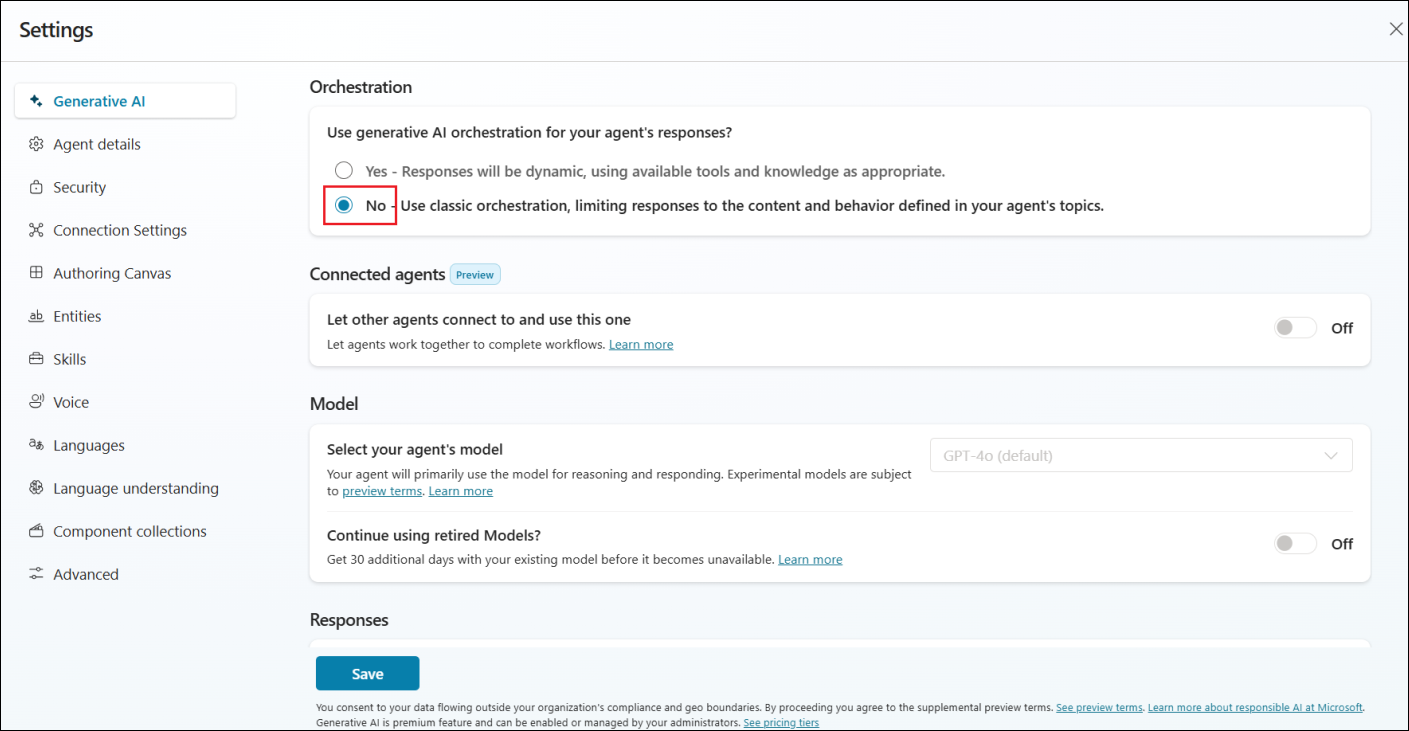 Settings
Generative AI
Agent details
Security
Connection Settings
Authoring Canvas
Entities
Skills
Voice
Languages
Language understanding
Component collections
Advanced
Orchestration
Use generative AI orchestration for your agent's responses?
Yes - Responses will be dynamic, using available tools and knowledge as appropriate.
No - Use classic orchestration, limiting responses to the content and behavior defined in your agent's topics.
Connected agents Preview
Let other agents connect to and use this one
Let agents work together to complete workflows. Learn more
Off
Model
Select your agent's model
Your agent will primarily use the model for reasoning and responding. Experimental models are subject
to preview terms. Learn more
GPT-4o (default)
Continue using retired Models?
Get 30 additional days with your existing model before it becomes unavailable. Learn more
Off
Responses
Save
You consent to your data flowing outside your organization's compliance and geo boundaries. By proceeding you agree to the supplemental preview terms. See preview terms. Learn more about responsible AI at Microsoft.
Generative AI is premium feature and can be enabled or managed by your administrators. See pricing tiers